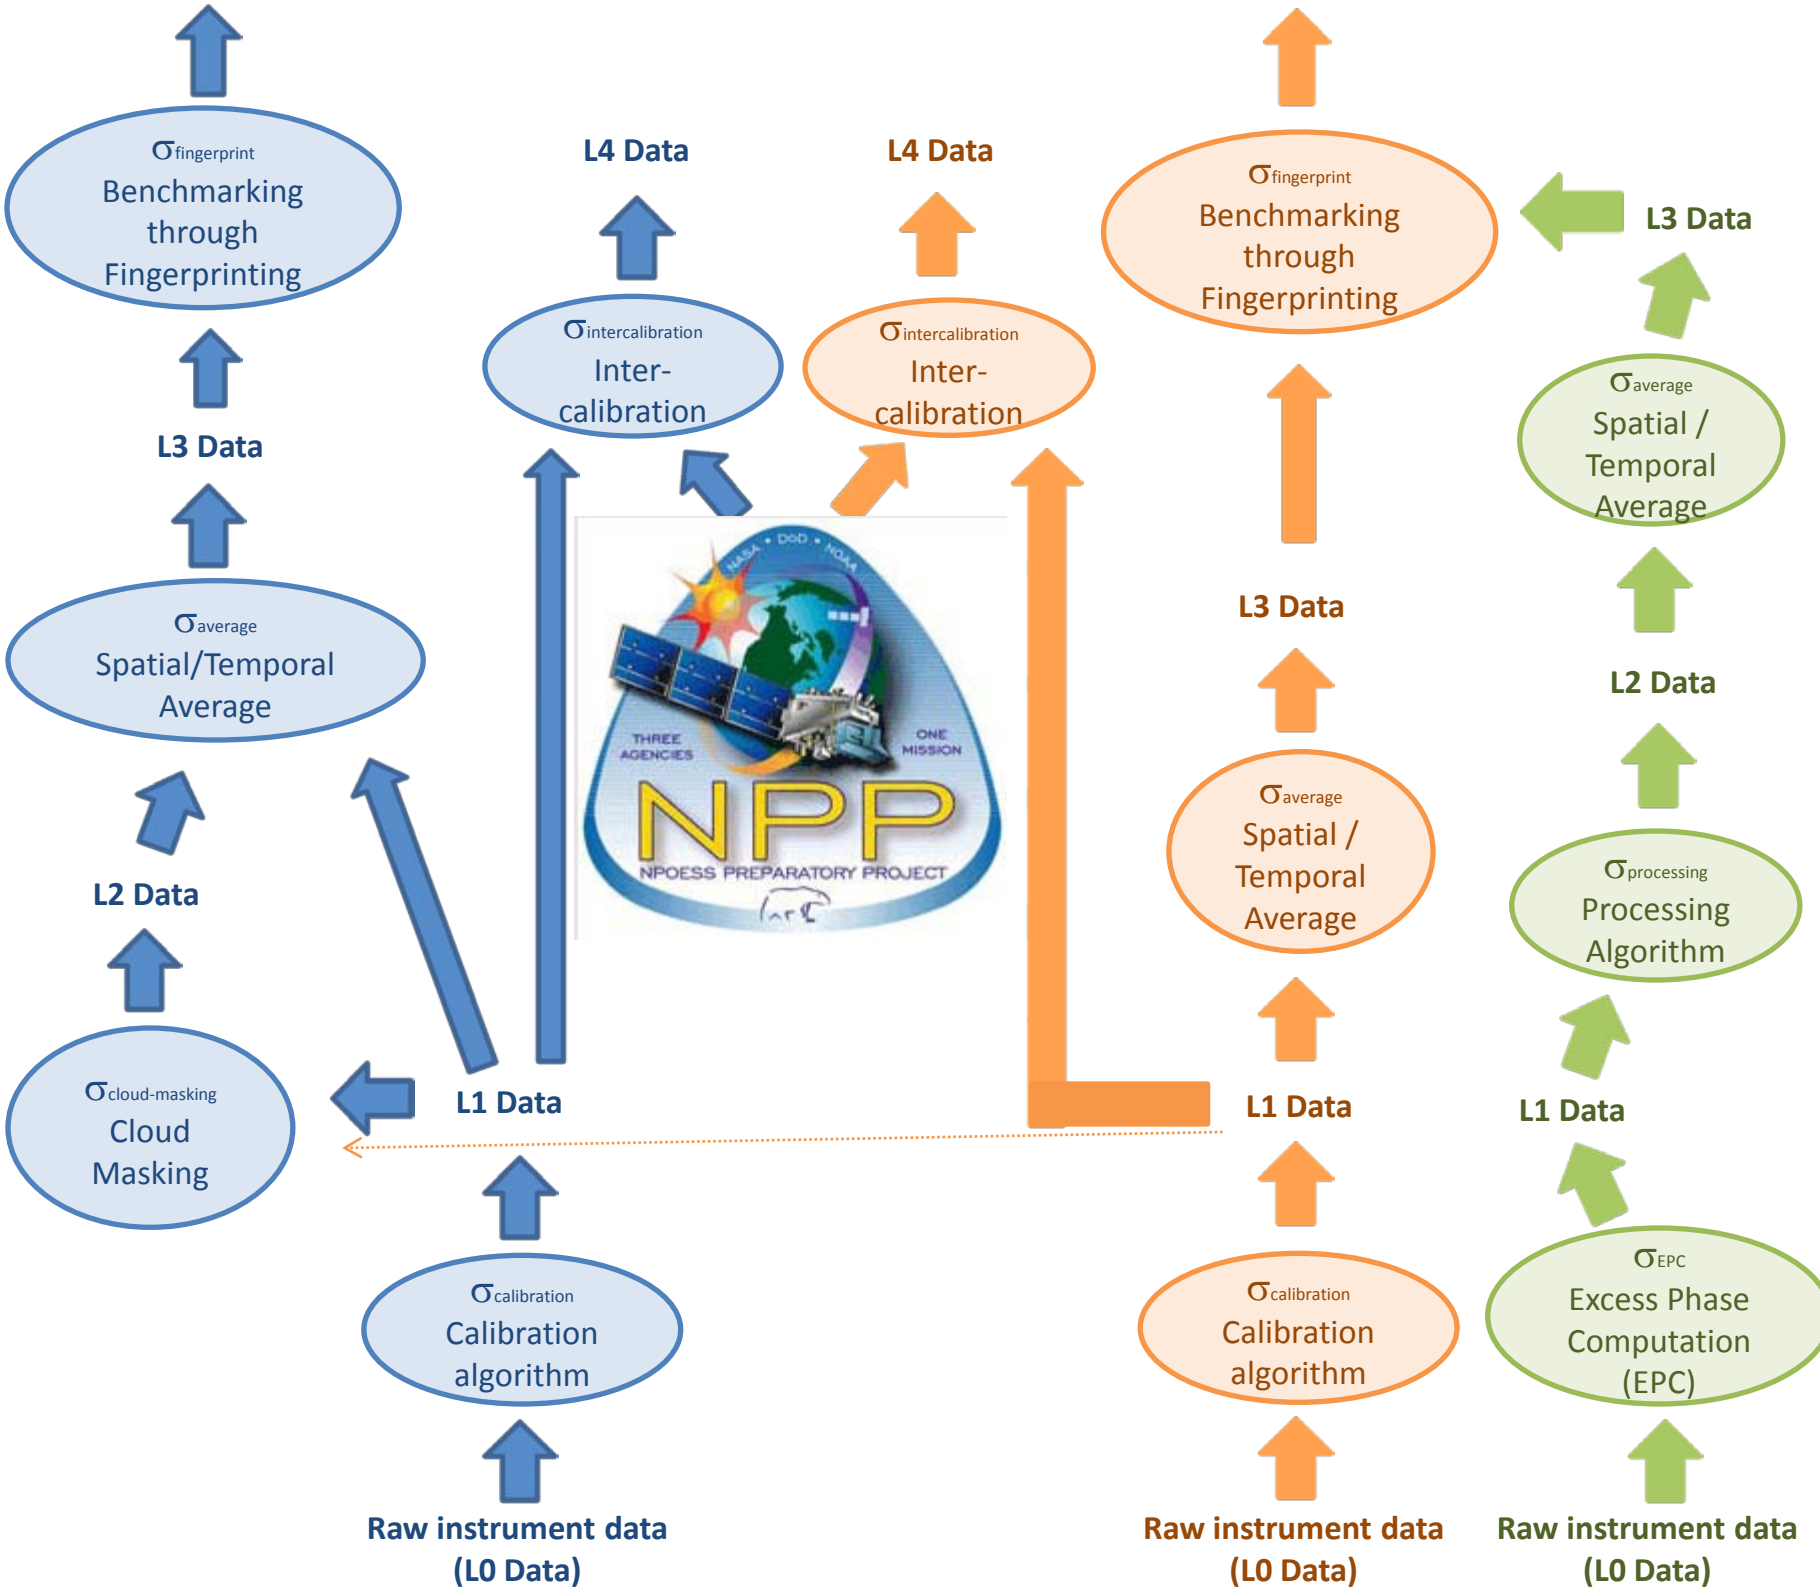 σfingerprint
Benchmarking
through
Fingerprinting
L3 Data
σaverage
Spatial/Temporal
Average
L2 Data
σcloud-masking
Cloud
Masking
L1 Data
σcalibration
Calibration
algorithm
Raw instrument data
(L0 Data)
L4 Data
σintercalibration
Inter-
calibration
L4 Data
σintercalibration
Inter-
calibration
NASA • DoD • NOAA
THREE
AGENCIES
ONE
MISSION
NPP
NPOESS PREPARATORY PROJECT
σfingerprint
Benchmarking
through
Fingerprinting
L3 Data
σaverage
Spatial /
Temporal
Average
L1 Data
σcalibration
Calibration
algorithm
Raw instrument data
(L0 Data)
L3 Data
σaverage
Spatial /
Temporal
Average
L2 Data
σprocessing
Processing
Algorithm
L1 Data
σEPC
Excess Phase
Computation
(EPC)
Raw instrument data
(L0 Data)